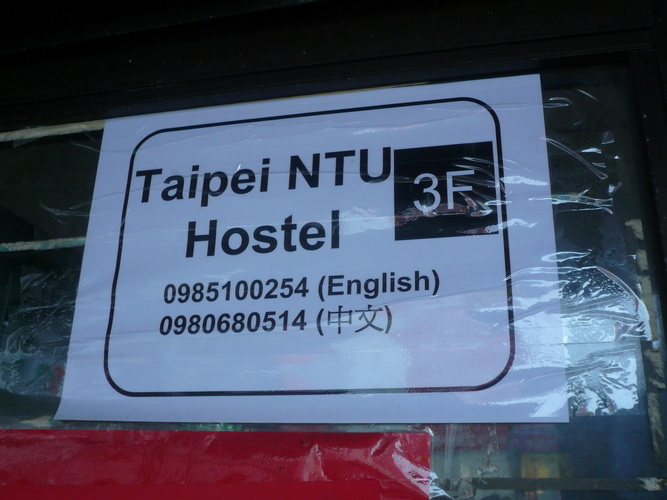 Taipei NTU
3F
Hostel
0985100254 (English)
0980680514 (中文)